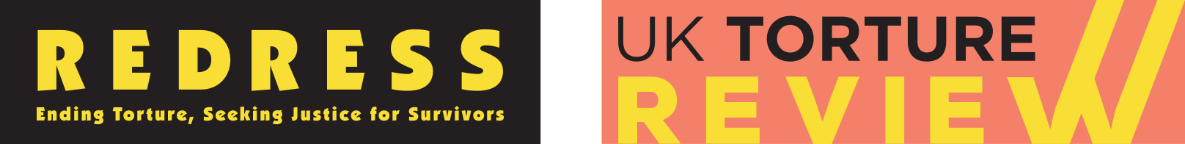 REDRESS
Ending Torture, Seeking Justice for Survivors
UK TORTURE
REVIEW